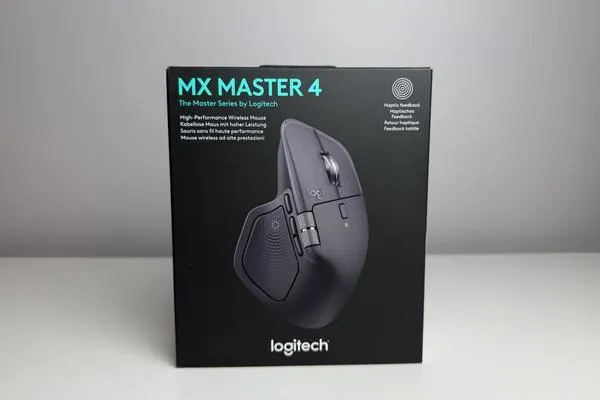 MX MASTER 4
The Master Series by Logitech
High-Performance Wireless Mouse
Kabellose Maus mit hoher Leistung
Souris sans fil haute performance
Mouse wireless ad alte prestazioni
Haptic feedback
Haptisches
Feedback
Retour haptique
Feedback tattile
logi
logitech